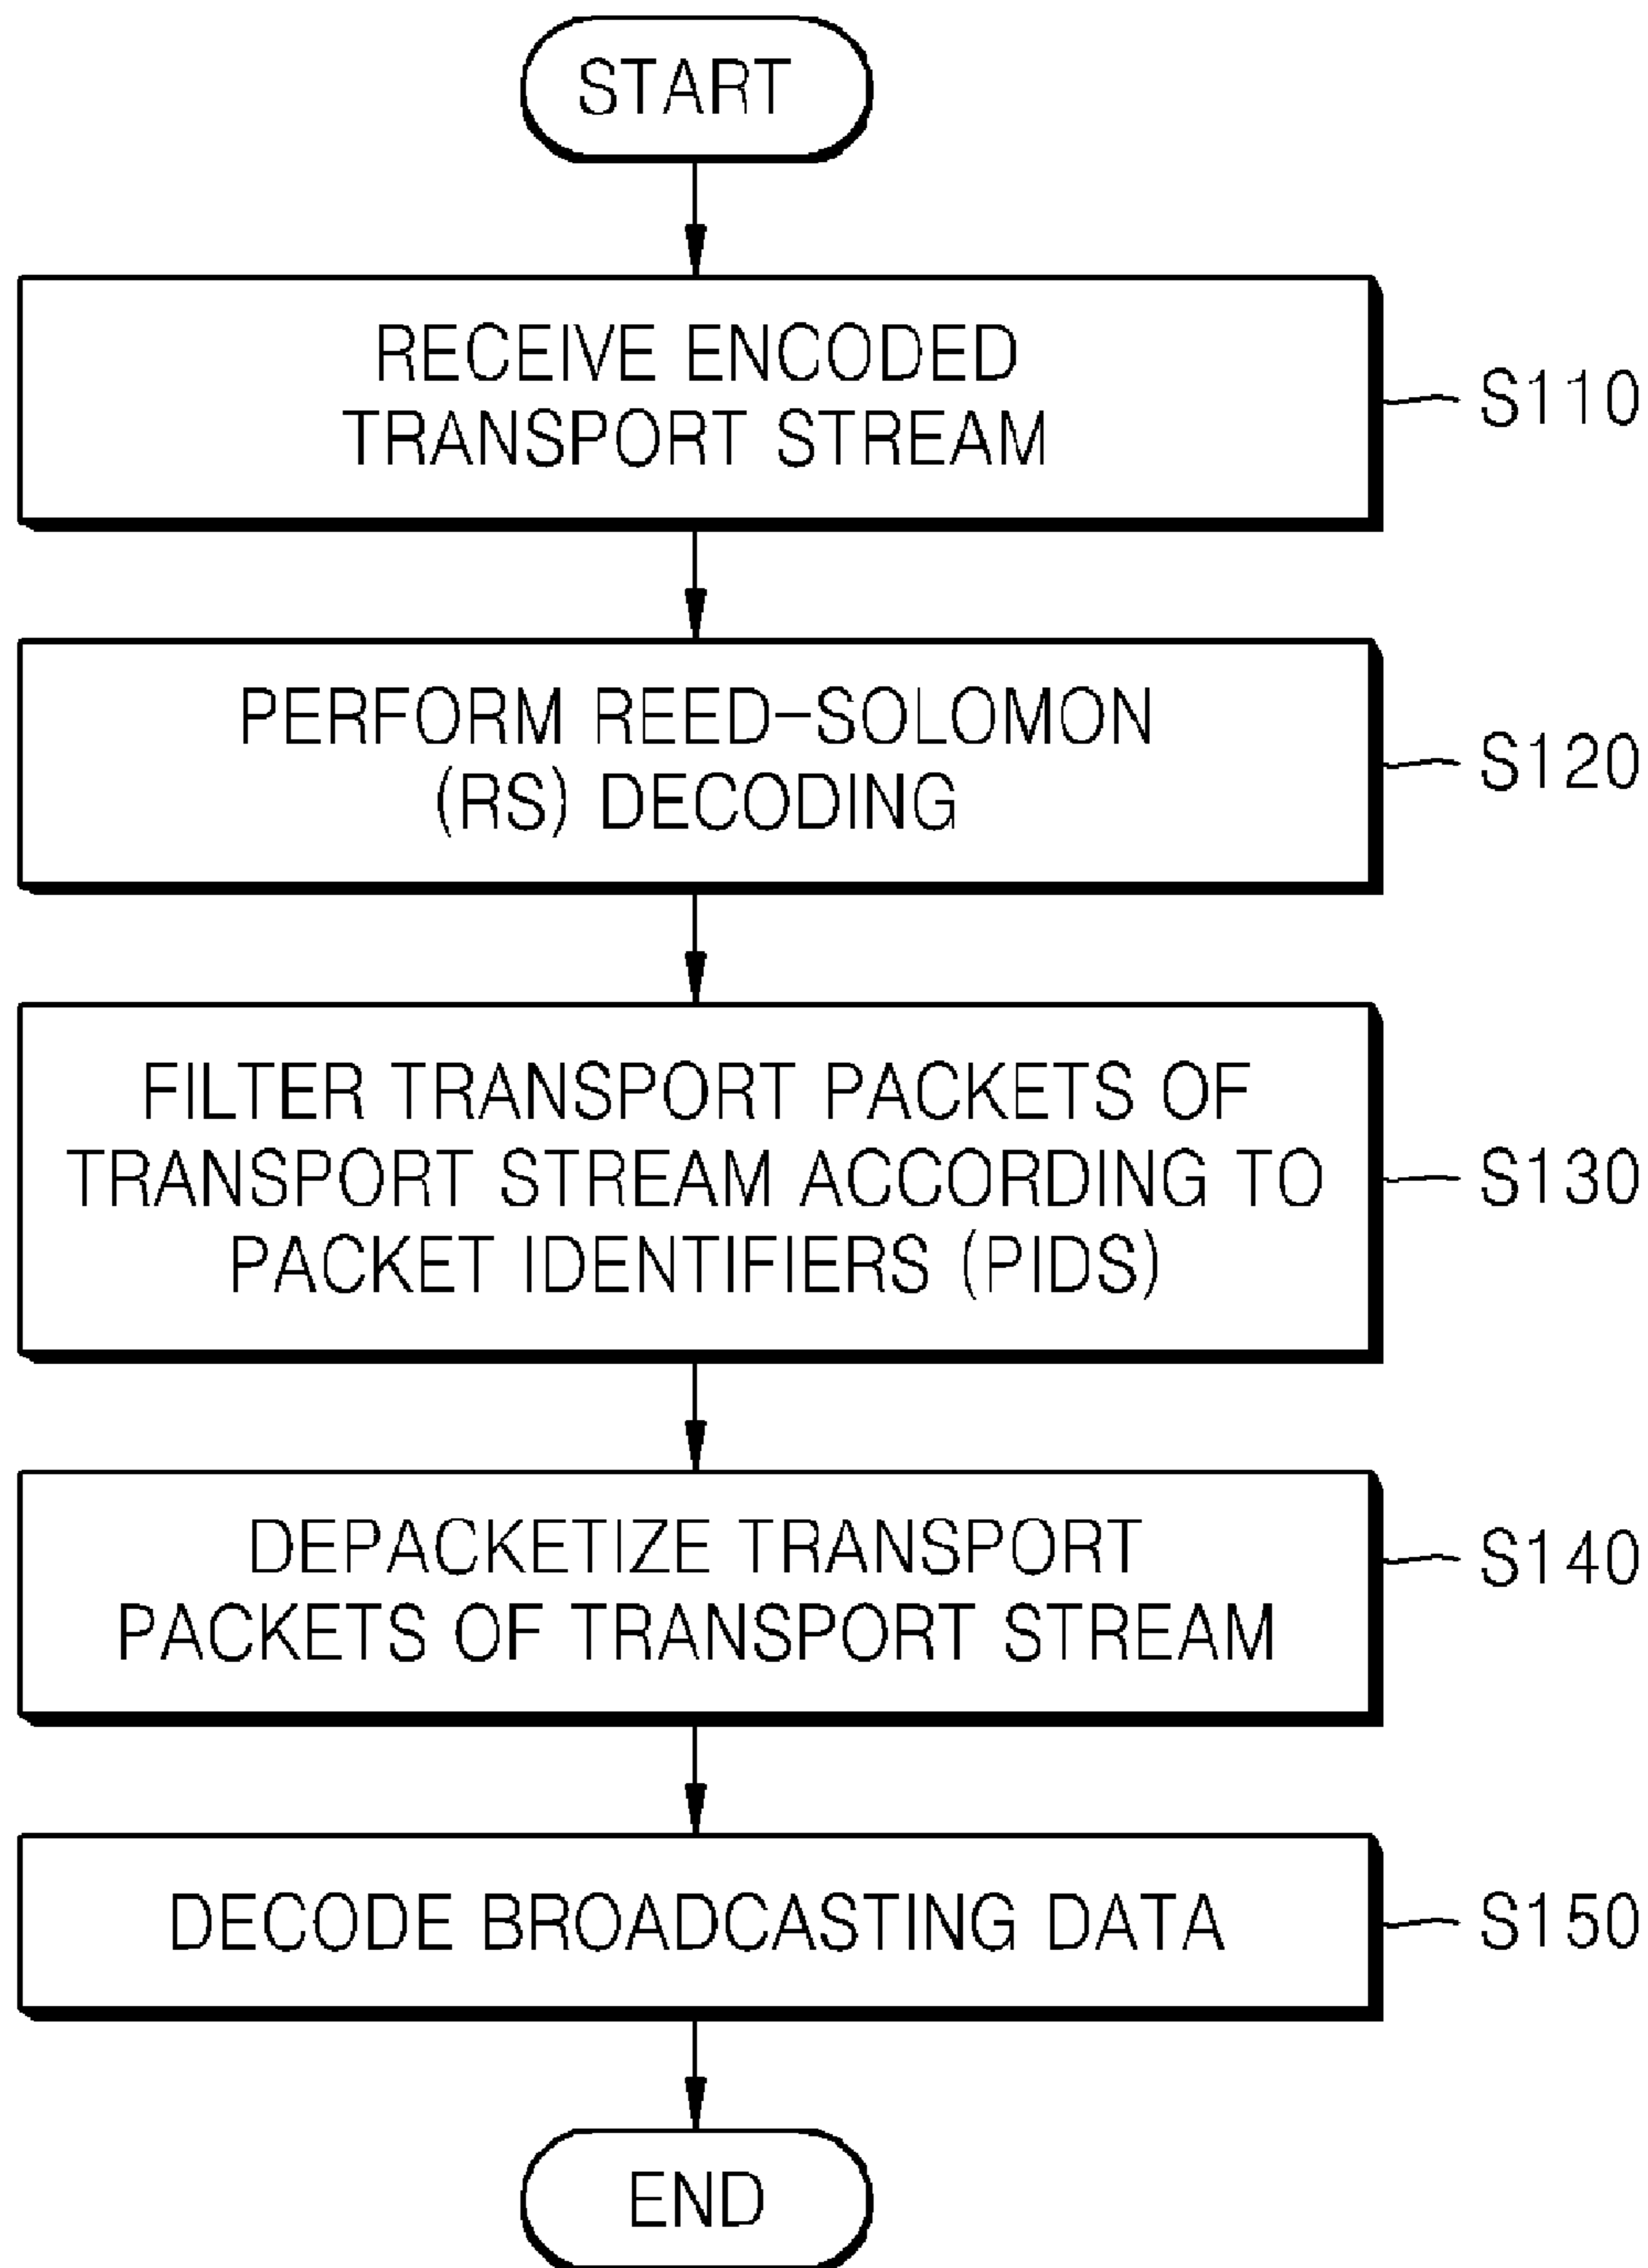 START
RECEIVE ENCODED
TRANSPORT STREAM
S110
PERFORM REED-SOLOMON
(RS) DECODING
S120
FILTER TRANSPORT PACKETS OF
TRANSPORT STREAM ACCORDING TO
PACKET IDENTIFIERS (PIDS)
S130
DEPACKETIZE TRANSPORT
PACKETS OF TRANSPORT STREAM
S140
DECODE BROADCASTING DATA
S150
END